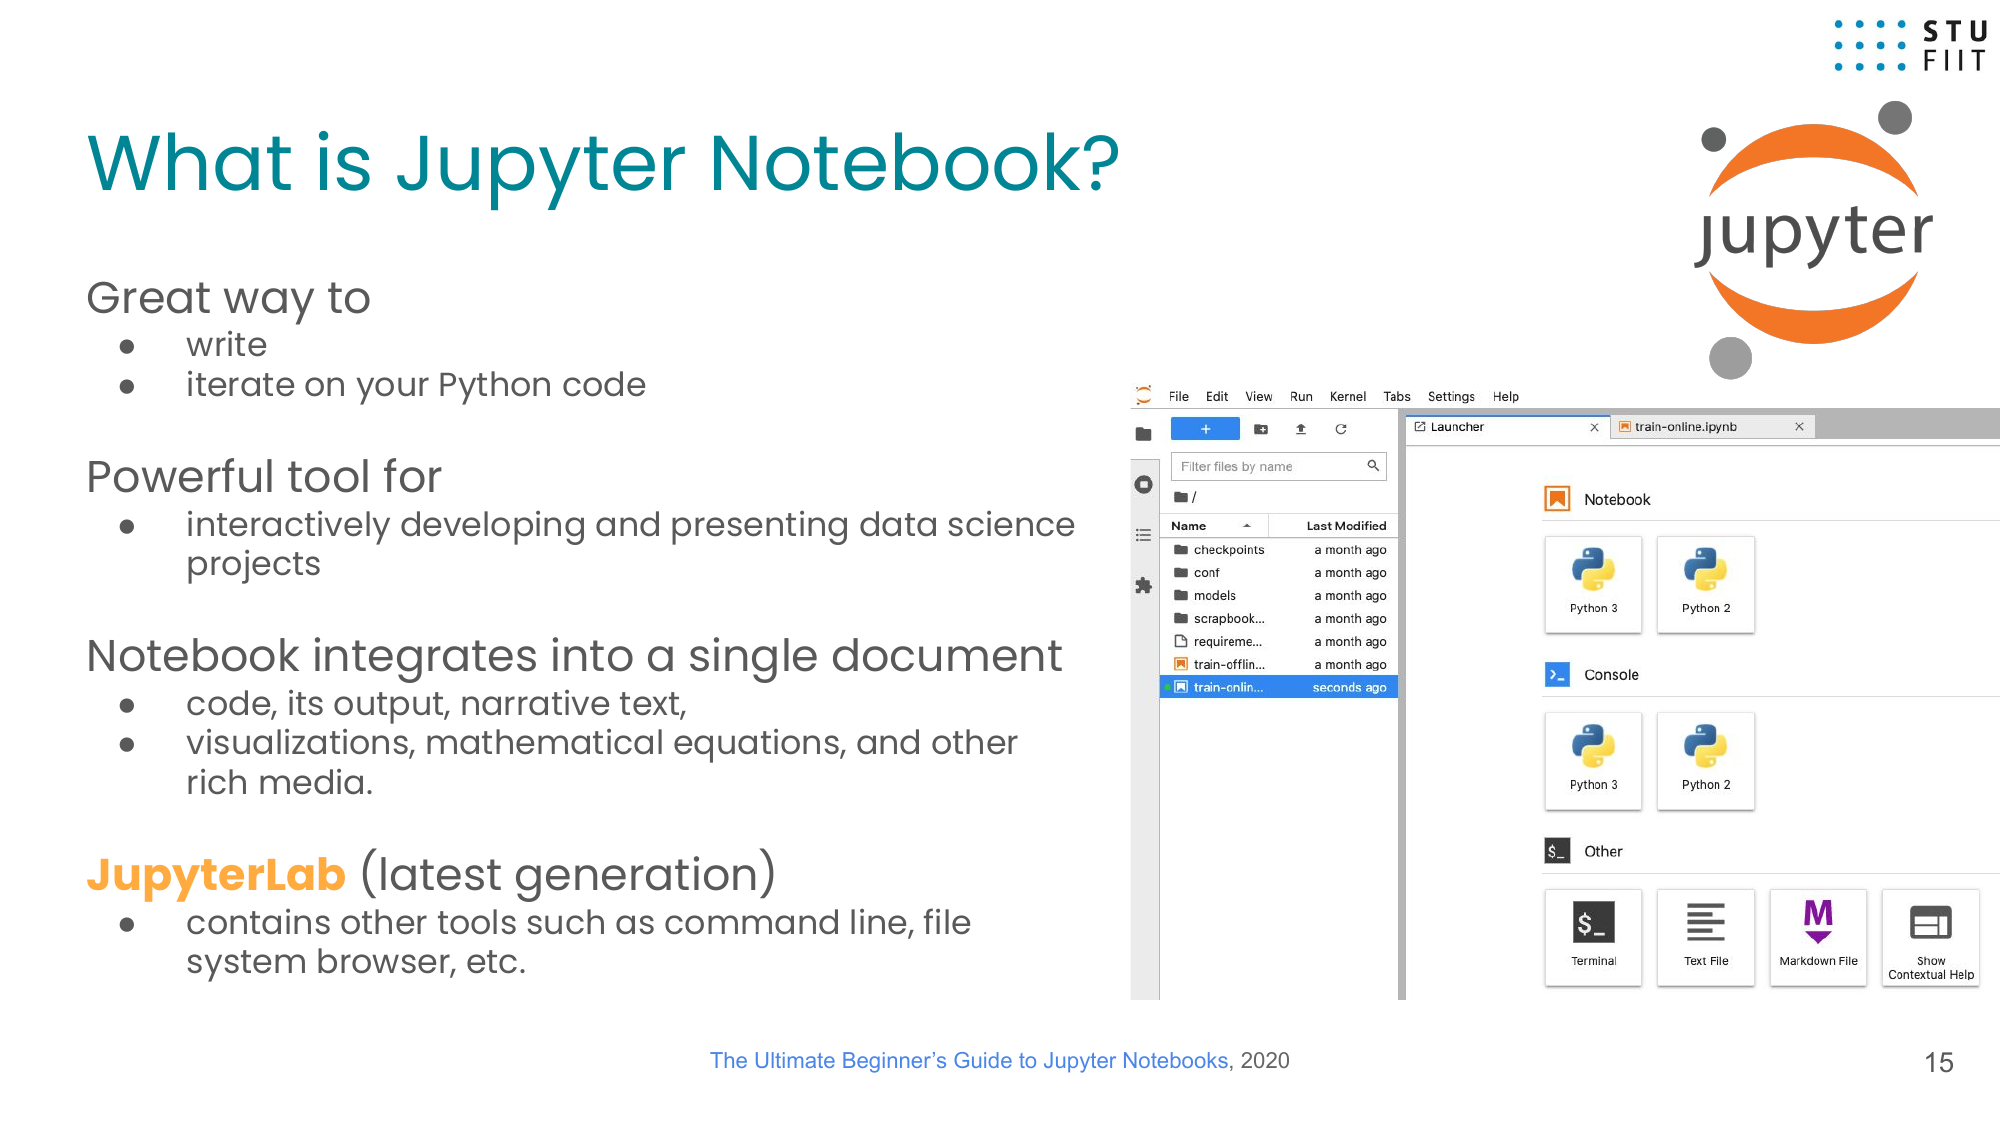 STU
FIIT
What is Jupyter Notebook?
jupyter
Great way to
● write
● iterate on your Python code
Powerful tool for
● interactively developing and presenting data science
projects
Notebook integrates into a single document
● code, its output, narrative text,
● visualizations, mathematical equations, and other
rich media.
JupyterLab (latest generation)
● contains other tools such as command line, file
system browser, etc.
File Edit View Run Kernel Tabs Settings Help
+
Filter files by name
/
Name Last Modified
checkpoints a month ago
conf a month ago
models a month ago
scrapbook... a month ago
requireme... a month ago
train-offlin... a month ago
train-onlin... seconds ago
Launcher train-online.ipynb
Notebook
Python 3 Python 2
Console
Python 3 Python 2
$_ Other
$_ M
Terminal Text File Markdown File Show
Contextual Help
The Ultimate Beginner’s Guide to Jupyter Notebooks, 2020
15